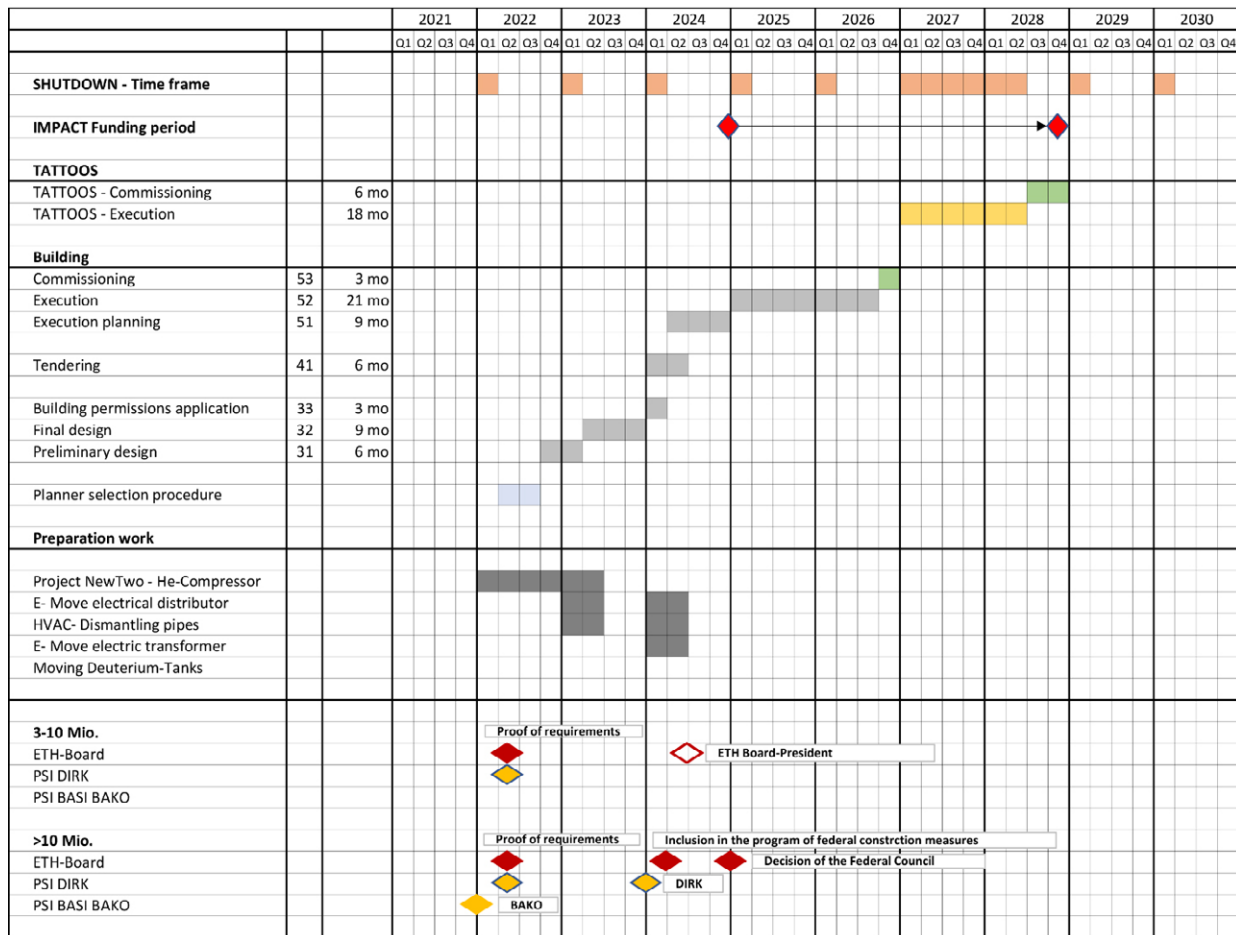 2021 2022 2023 2024 2025 2026 2027 2028 2029 2030
Q1 Q2 Q3 Q4 Q1 Q2 Q3 Q4 Q1 Q2 Q3 Q4 Q1 Q2 Q3 Q4 Q1 Q2 Q3 Q4 Q1 Q2 Q3 Q4 Q1 Q2 Q3 Q4 Q1 Q2 Q3 Q4 Q1 Q2 Q3 Q4 Q1 Q2 Q3 Q4
SHUTDOWN - Time frame
IMPACT Funding period
TATTOOS
TATTOOS - Commissioning 6 mo
TATTOOS - Execution 18 mo
Building
Commissioning 53 3 mo
Execution 52 21 mo
Execution planning 51 9 mo
Tendering 41 6 mo
Building permissions application 33 3 mo
Final design 32 9 mo
Preliminary design 31 6 mo
Planner selection procedure
Preparation work
Project NewTwo - He-Compressor
E- Move electrical distributor
HVAC- Dismantling pipes
E- Move electric transformer
Moving Deuterium-Tanks
3-10 Mio. Proof of requirements
ETH-Board ETH Board-President
PSI DIRK
PSI BASI BAKO
>10 Mio. Proof of requirements Inclusion in the program of federal constrction measures
ETH-Board Decision of the Federal Council
PSI DIRK DIRK
PSI BASI BAKO BAKO